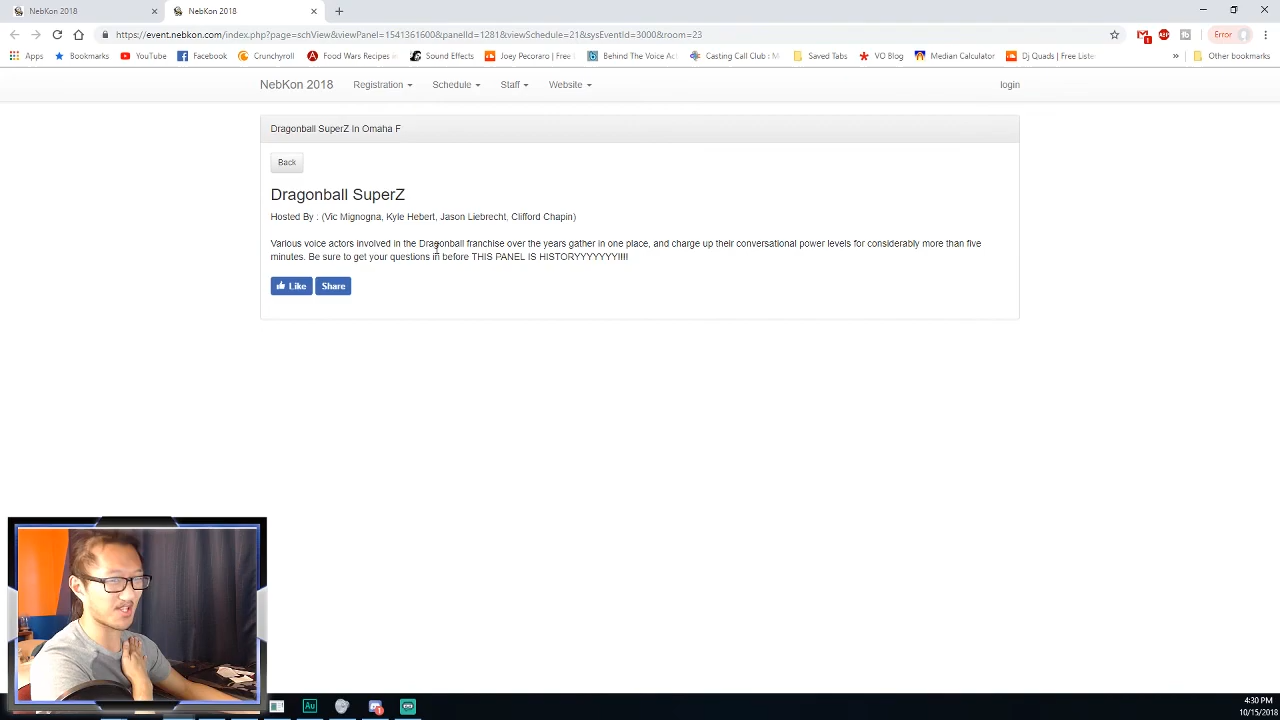 NebKon 2018
NebKon 2018
https://event.nebkon.com/index.php?page=schView&viewPanel=1541361600&panelId=1281&viewSchedule=21&sysEventId=3000&room=23
Error
Apps Bookmarks YouTube Facebook Crunchyroll Food Wars Recipes in Sound Effects Joey Pecoraro | Free Behind The Voice Act Casting Call Club : M Saved Tabs VO Blog Median Calculator Dj Quads | Free Liste » Other bookmarks
NebKon 2018 Registration Schedule Staff Website login
Dragonball SuperZ In Omaha F
Back
Dragonball SuperZ
Hosted By : (Vic Mignogna, Kyle Hebert, Jason Liebrecht, Clifford Chapin)
Various voice actors involved in the Dragonball franchise over the years gather in one place, and charge up their conversational power levels for considerably more than five
minutes. Be sure to get your questions in before THIS PANEL IS HISTORYYYYYYY!!!!
Like Share
Au
4:30 PM
10/15/2018